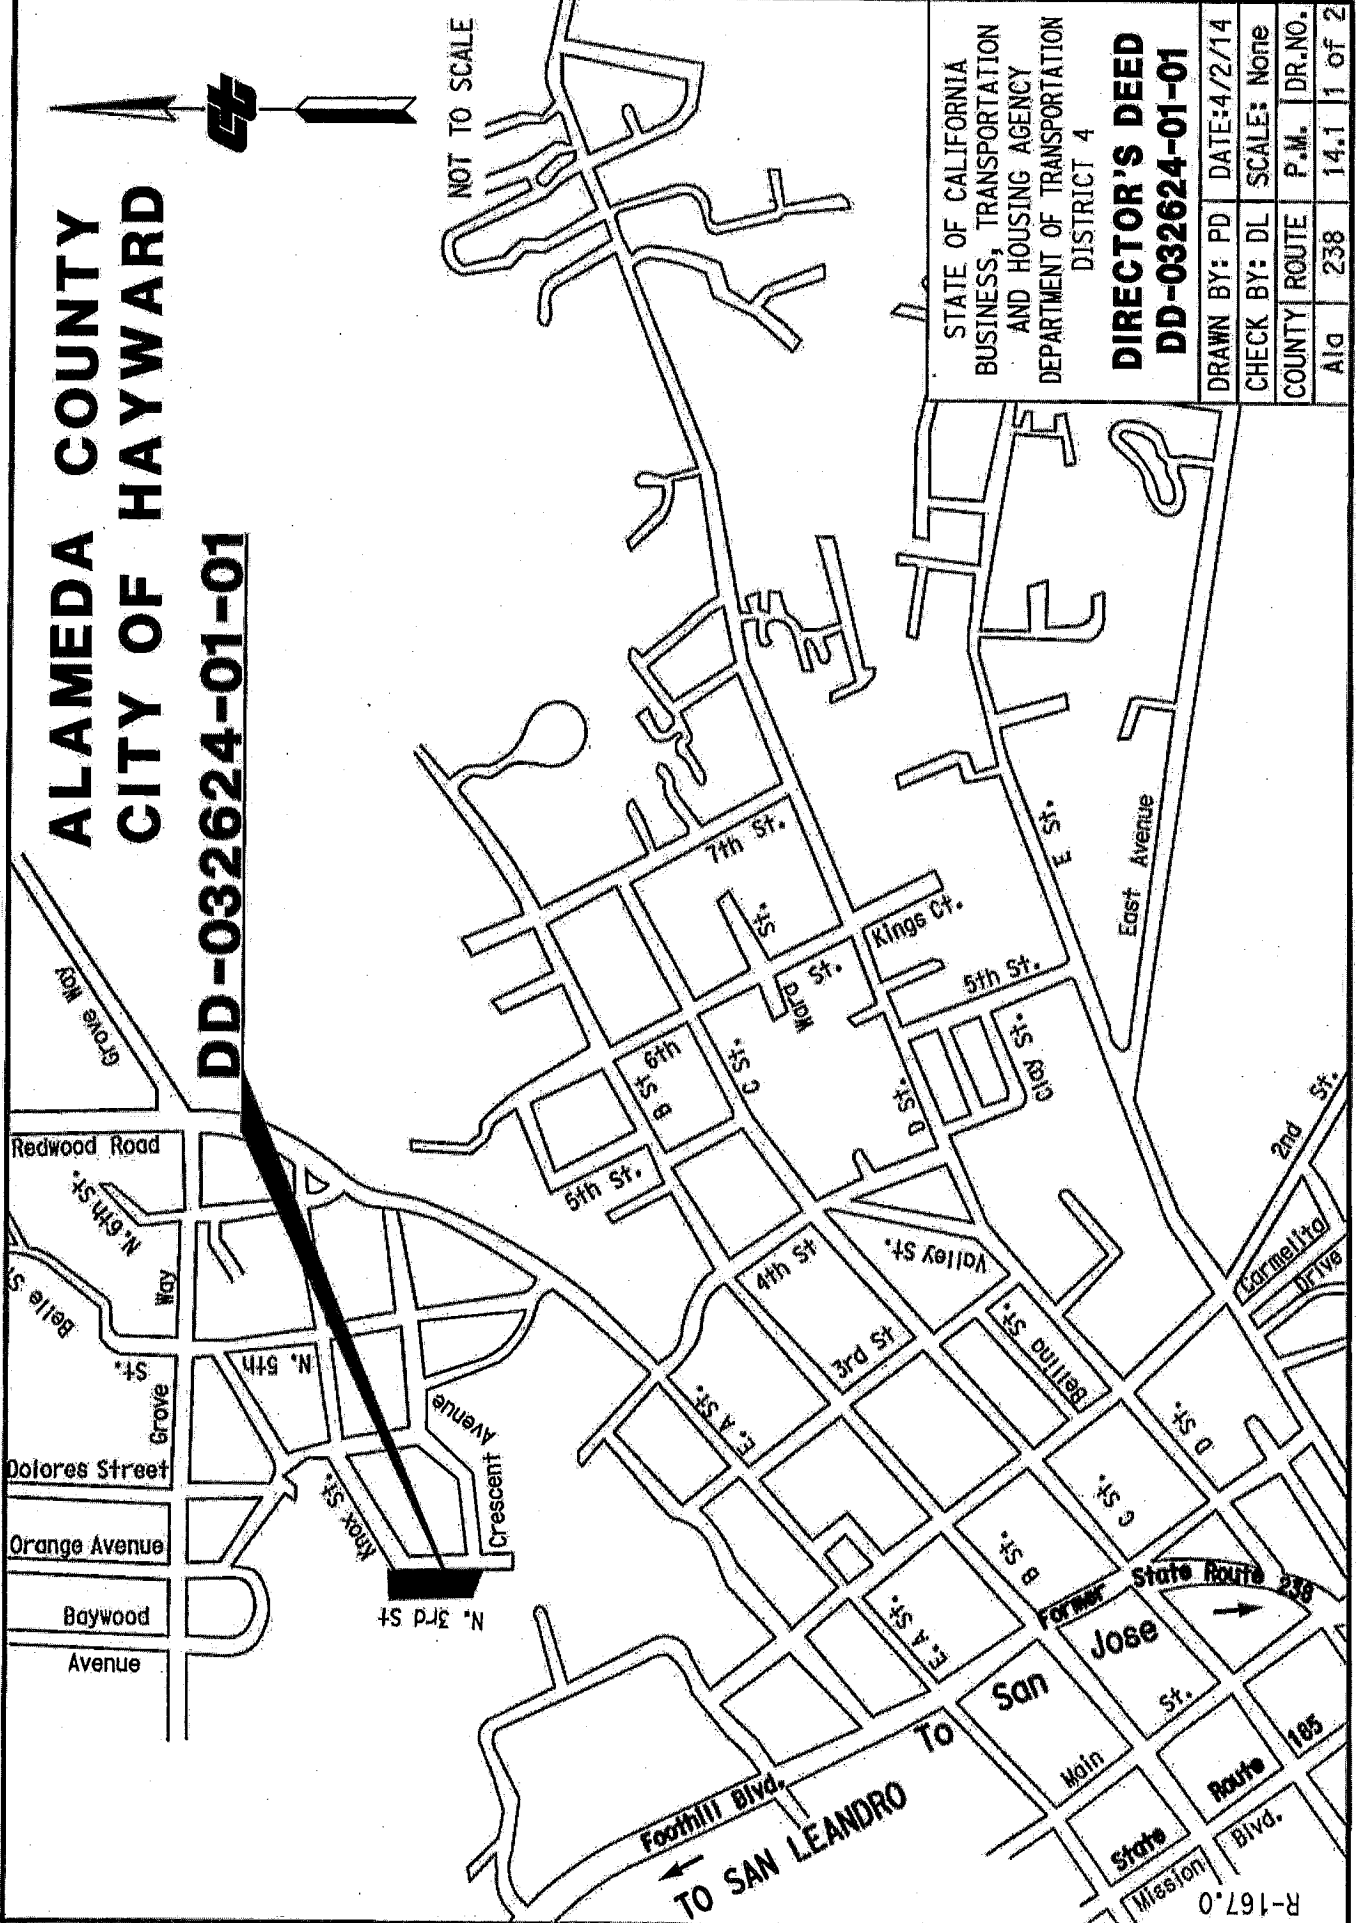 ALAMEDA COUNTY
CITY OF HAYWARD
DD-032624-01-01
NOT TO SCALE
Grove Way
Redwood Road
N. 6th St.
Belle
St.
Way
Grove
N. 5th
Dolores Street
Orange Avenue
Baywood
Avenue
Knox St.
Crescent Avenue
N. 3rd St
7th St.
St.
Ward St.
Kings Ct.
E St.
East Avenue
5th St.
Clay St.
D St.
6th
B St
C St.
5th St.
4th St
Valley St.
3rd St
Bellina St.
E. A St.
2nd St.
Carmelita
Drive
D St.
C St.
B St.
E. A St.
Former State Route 238
To San Jose
Main St.
State Route 185
Mission Blvd.
Foothill Blvd.
TO SAN LEANDRO
R-167.0
STATE OF CALIFORNIA
BUSINESS, TRANSPORTATION
AND HOUSING AGENCY
DEPARTMENT OF TRANSPORTATION
DISTRICT 4
DIRECTOR'S DEED
DD-032624-01-01
DRAWN BY: PD DATE:4/2/14
CHECK BY: DL SCALE: None
COUNTY ROUTE P.M. DR.NO.
Ala 238 14.1 1 of 2